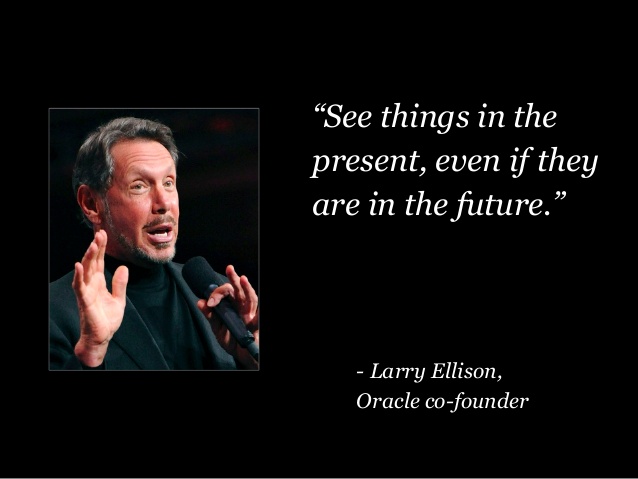 “See things in the
present, even if they
are in the future.”
- Larry Ellison,
Oracle co-founder